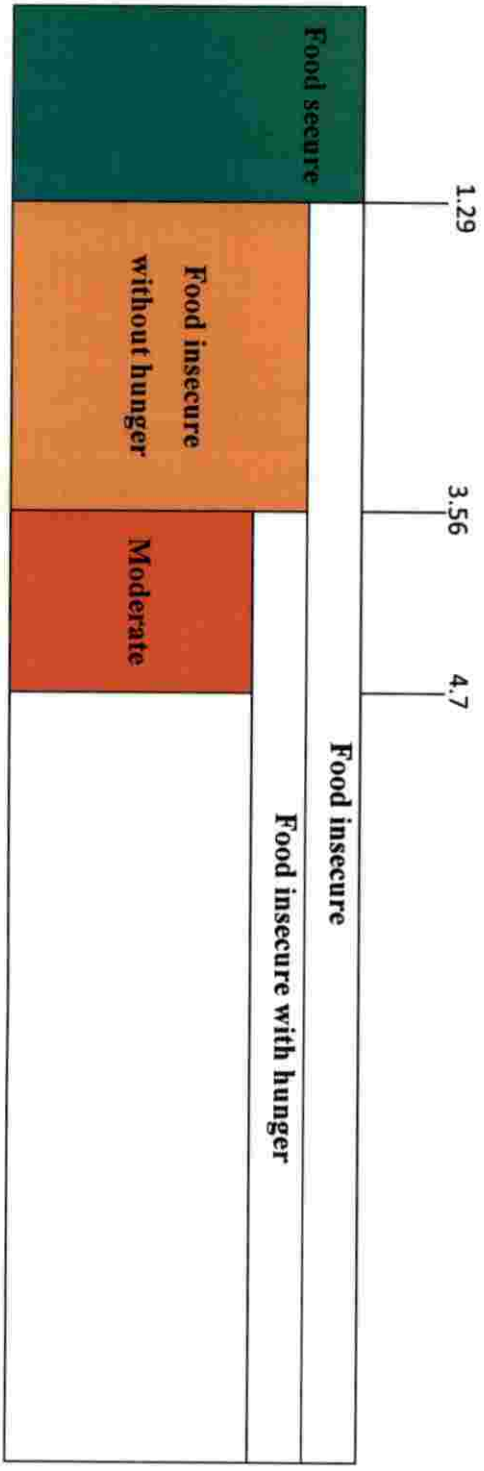 1.29
3.56
4.7
Food secure
Food insecure
Food insecure with hunger
Food insecure
without hunger
Moderate